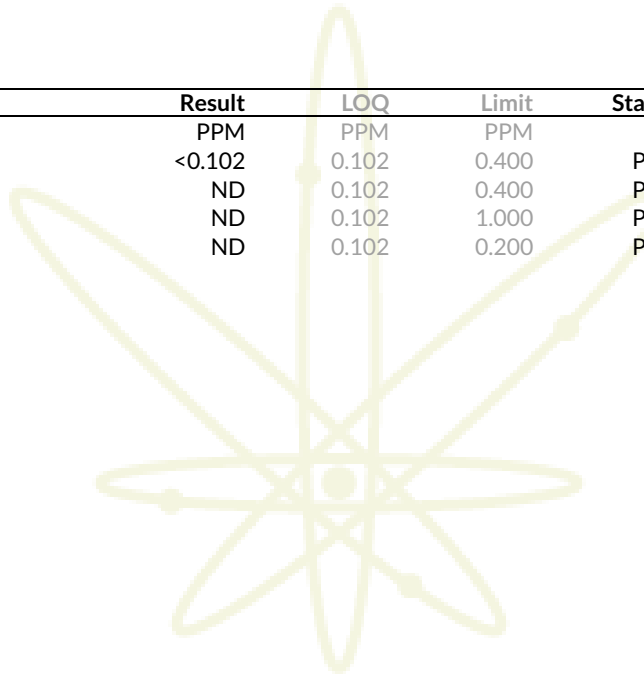 Result LOQ Limit Sta
PPM PPM PPM
<0.102 0.102 0.400 P
ND 0.102 0.400 P
ND 0.102 1.000 P
ND 0.102 0.200 P